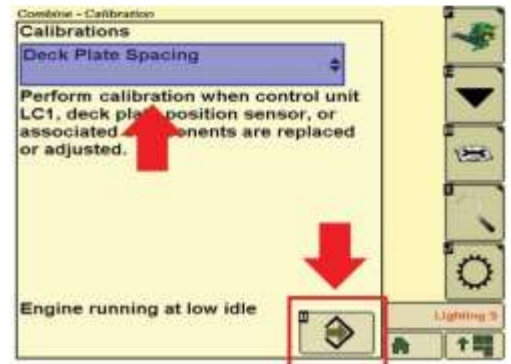 Combine - Calibration
Calibrations
Deck Plate Spacing
Perform calibration when control unit
LC1, deck plate position sensor, or
associated components are replaced
or adjusted.
Engine running at low idle
Lighting 5